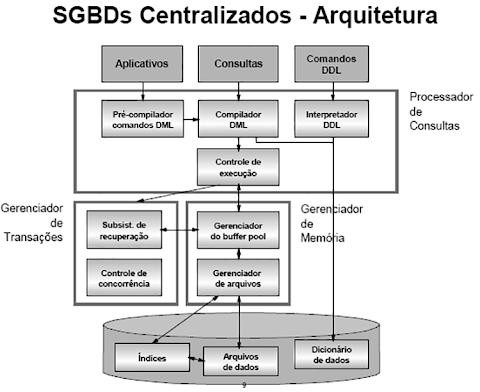 SGBDs Centralizados - Arquitetura
Aplicativos
Consultas
Comandos
DDL
Processador
de
Consultas
Pré-compilador
comandos DML
Compilador
DML
Interpretador
DDL
Controle de
execução
Gerenciador
de
Transações
Subsist. de
recuperação
Controle de
concorrência
Gerenciador
do buffer pool
Gerenciador
de arquivos
Gerenciador
de
Memória
Índices
Arquivos
de dados
Dicionário
de dados
9